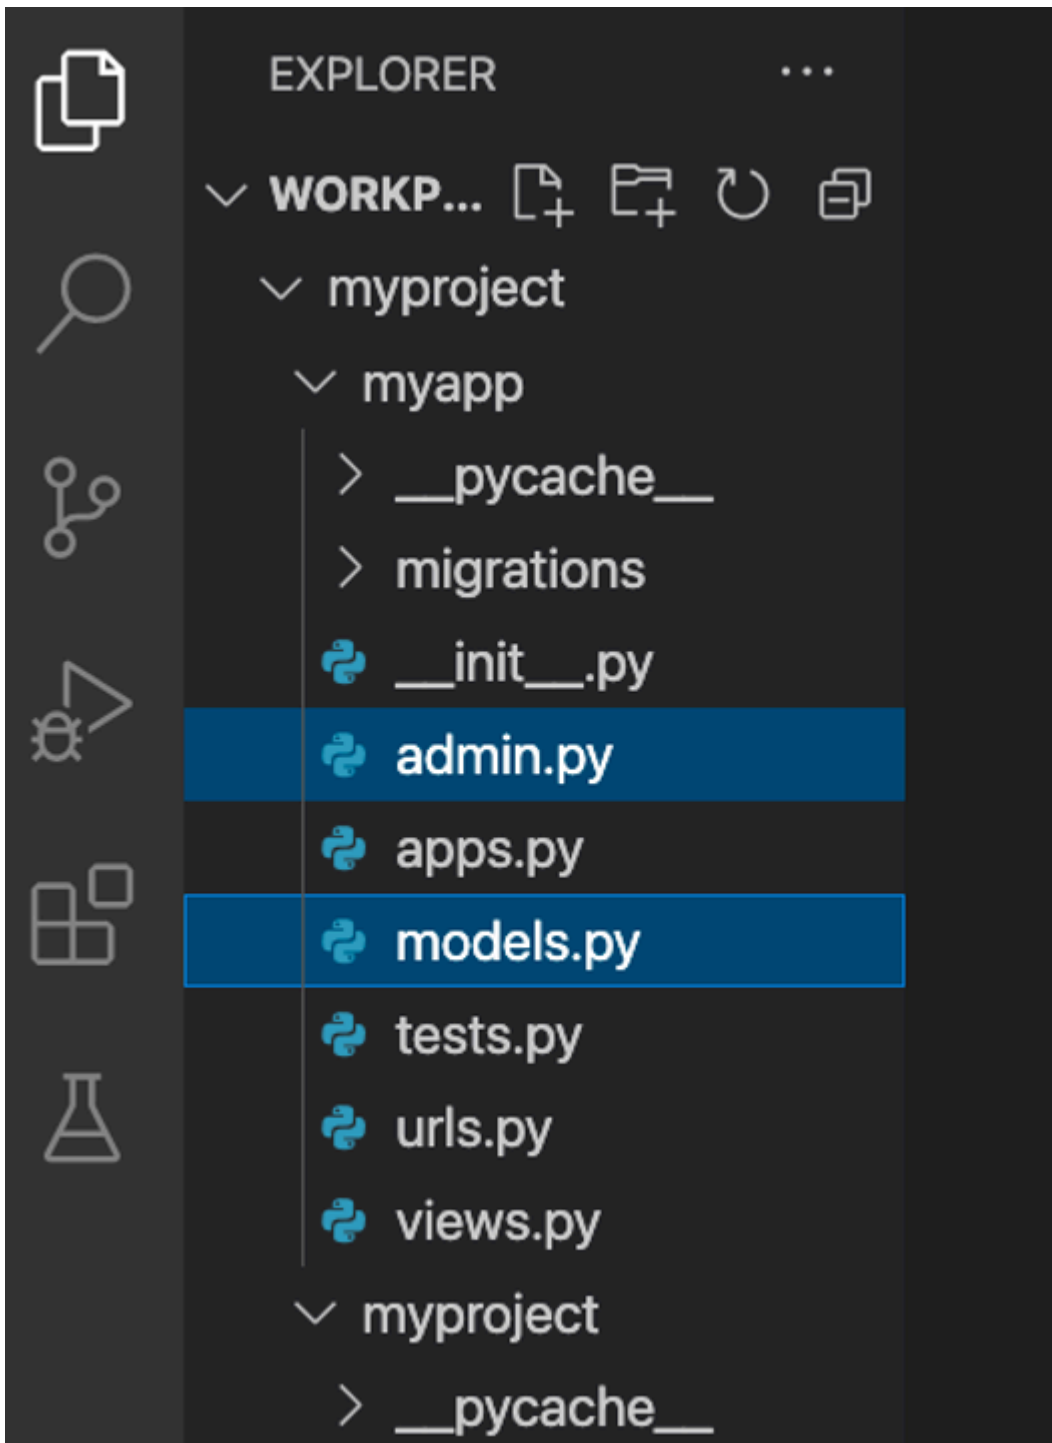 EXPLORER
WORKP...
myproject
myapp
__pycache__
migrations
__init__.py
admin.py
apps.py
models.py
tests.py
urls.py
views.py
myproject
__pycache__